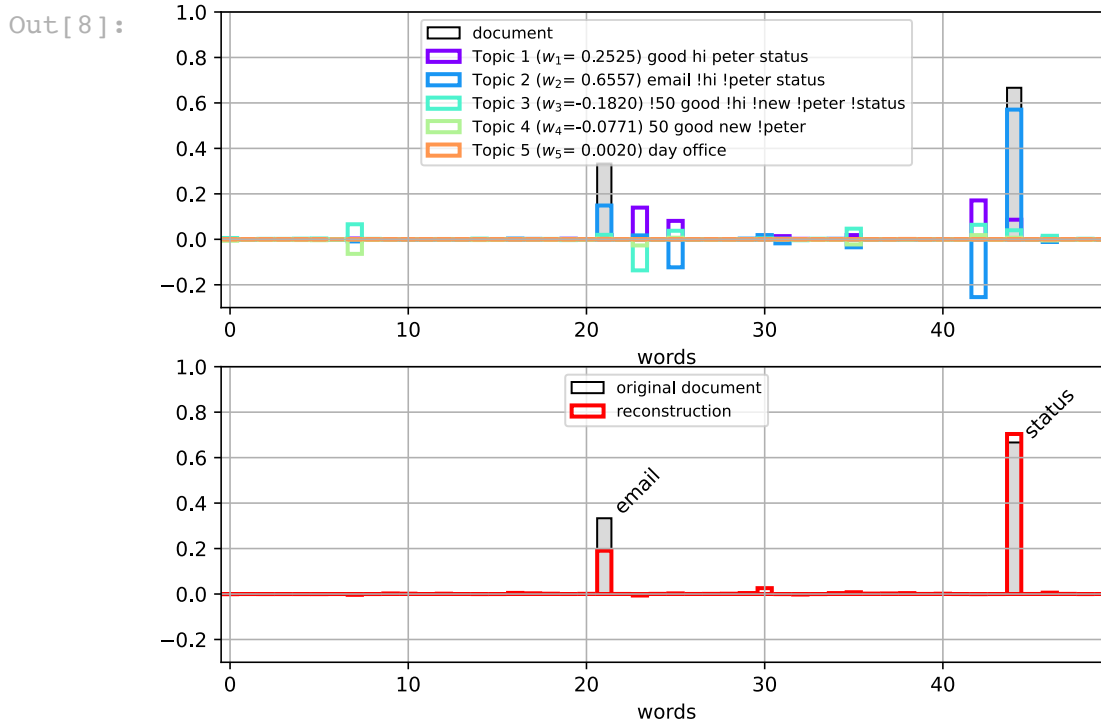 Out[8]:
1.0
0.8
0.6
0.4
0.2
0.0
−0.2
document
Topic 1 (w1= 0.2525) good hi peter status
Topic 2 (w2= 0.6557) email !hi !peter status
Topic 3 (w3=-0.1820) !50 good !hi !new !peter !status
Topic 4 (w4=-0.0771) 50 good new !peter
Topic 5 (w5= 0.0020) day office
0 10 20 30 40
words
1.0
0.8
0.6
0.4
0.2
0.0
−0.2
original document
reconstruction
email
status
0 10 20 30 40
words